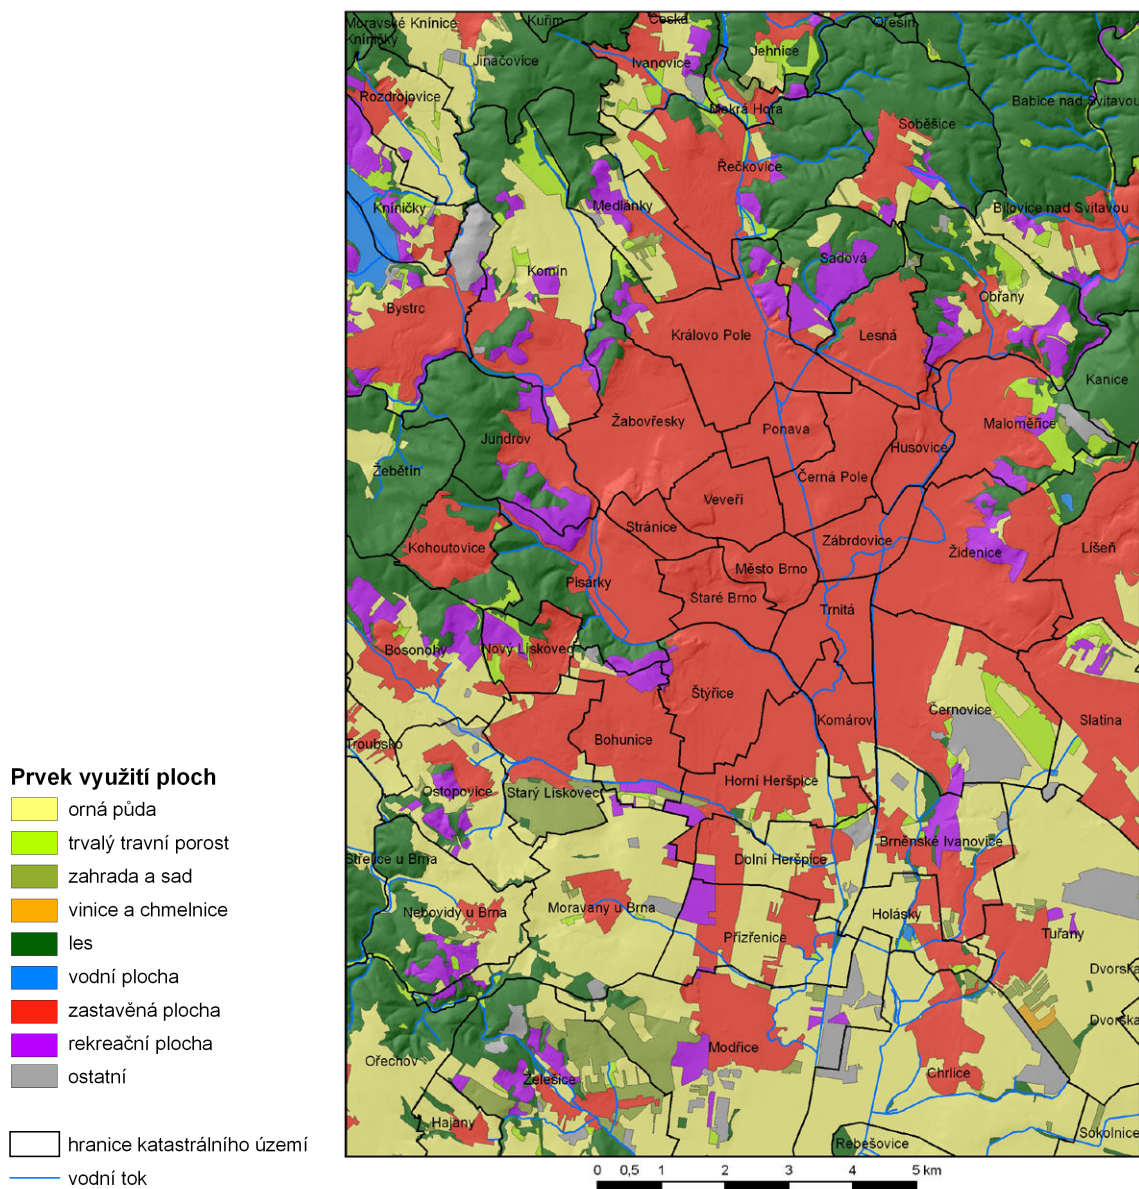 Prvek využití ploch
orná půda
trvalý travní porost
zahrada a sad
vinice a chmelnice
les
vodní plocha
zastavěná plocha
rekreační plocha
ostatní
hranice katastrálního území
vodní tok
Moravské Knínice
Kuřim
Česká
Ořešín
Kníničky
Jinačovice
Ivanovice
Jehnice
Rozdrojovice
Mokrá Hora
Babice nad Svitavou
Soběšice
Řečkovice
Kníničky
Medlánky
Bílovice nad Svitavou
Komín
Sadová
Obřany
Bystrc
Královo Pole
Lesná
Kanice
Žabovřesky
Ponava
Maloměřice
Jundrov
Husovice
Žebětín
Černá Pole
Veveří
Stránice
Zábrdovice
Kohoutovice
Židenice
Líšeň
Město Brno
Pisárky
Staré Brno
Trnitá
Bosonohy
Nový Lískovec
Štýřice
Černovice
Komárov
Slatina
Troubsko
Bohunice
Horní Heršpice
Ostopovice
Starý Lískovec
Brněnské Ivanovice
Střelice u Brna
Dolní Heršpice
Nebovidy u Brna
Moravany u Brna
Holásky
Přízřenice
Tuřany
Dvorska
Dvorska
Modřice
Ořechov
Želešice
Chrlice
Hajany
Rebešovice
Sokolnice
0 0,5 1 2 3 4 5 km